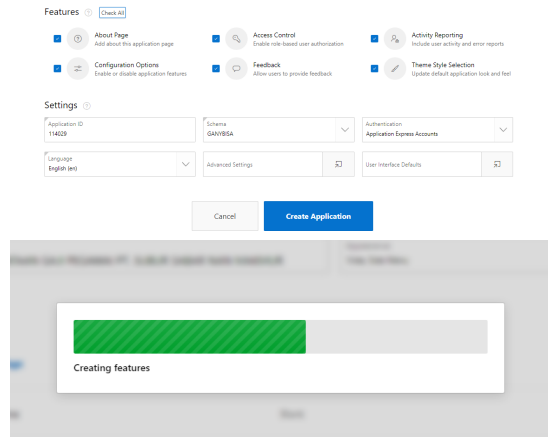 Features Check All
About Page
Add about this application page
Access Control
Enable role-based user authorization
Activity Reporting
Include user activity and error reports
Configuration Options
Enable or disable application features
Feedback
Allow users to provide feedback
Theme Style Selection
Update default application look and feel
Settings
Application ID
114029
Schema
GANYBISA
Authentication
Application Express Accounts
Language
English (en)
Advanced Settings
User Interface Defaults
Cancel
Create Application
Creating features